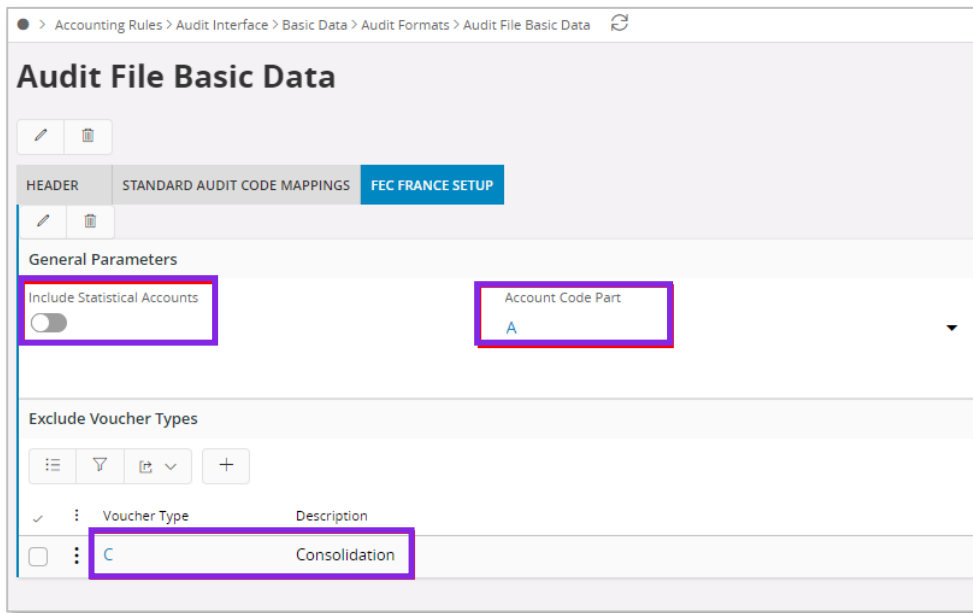 Accounting Rules > Audit Interface > Basic Data > Audit Formats > Audit File Basic Data
Audit File Basic Data
HEADER STANDARD AUDIT CODE MAPPINGS FEC FRANCE SETUP
General Parameters
Include Statistical Accounts Account Code Part
A
Exclude Voucher Types
Voucher Type Description
C Consolidation